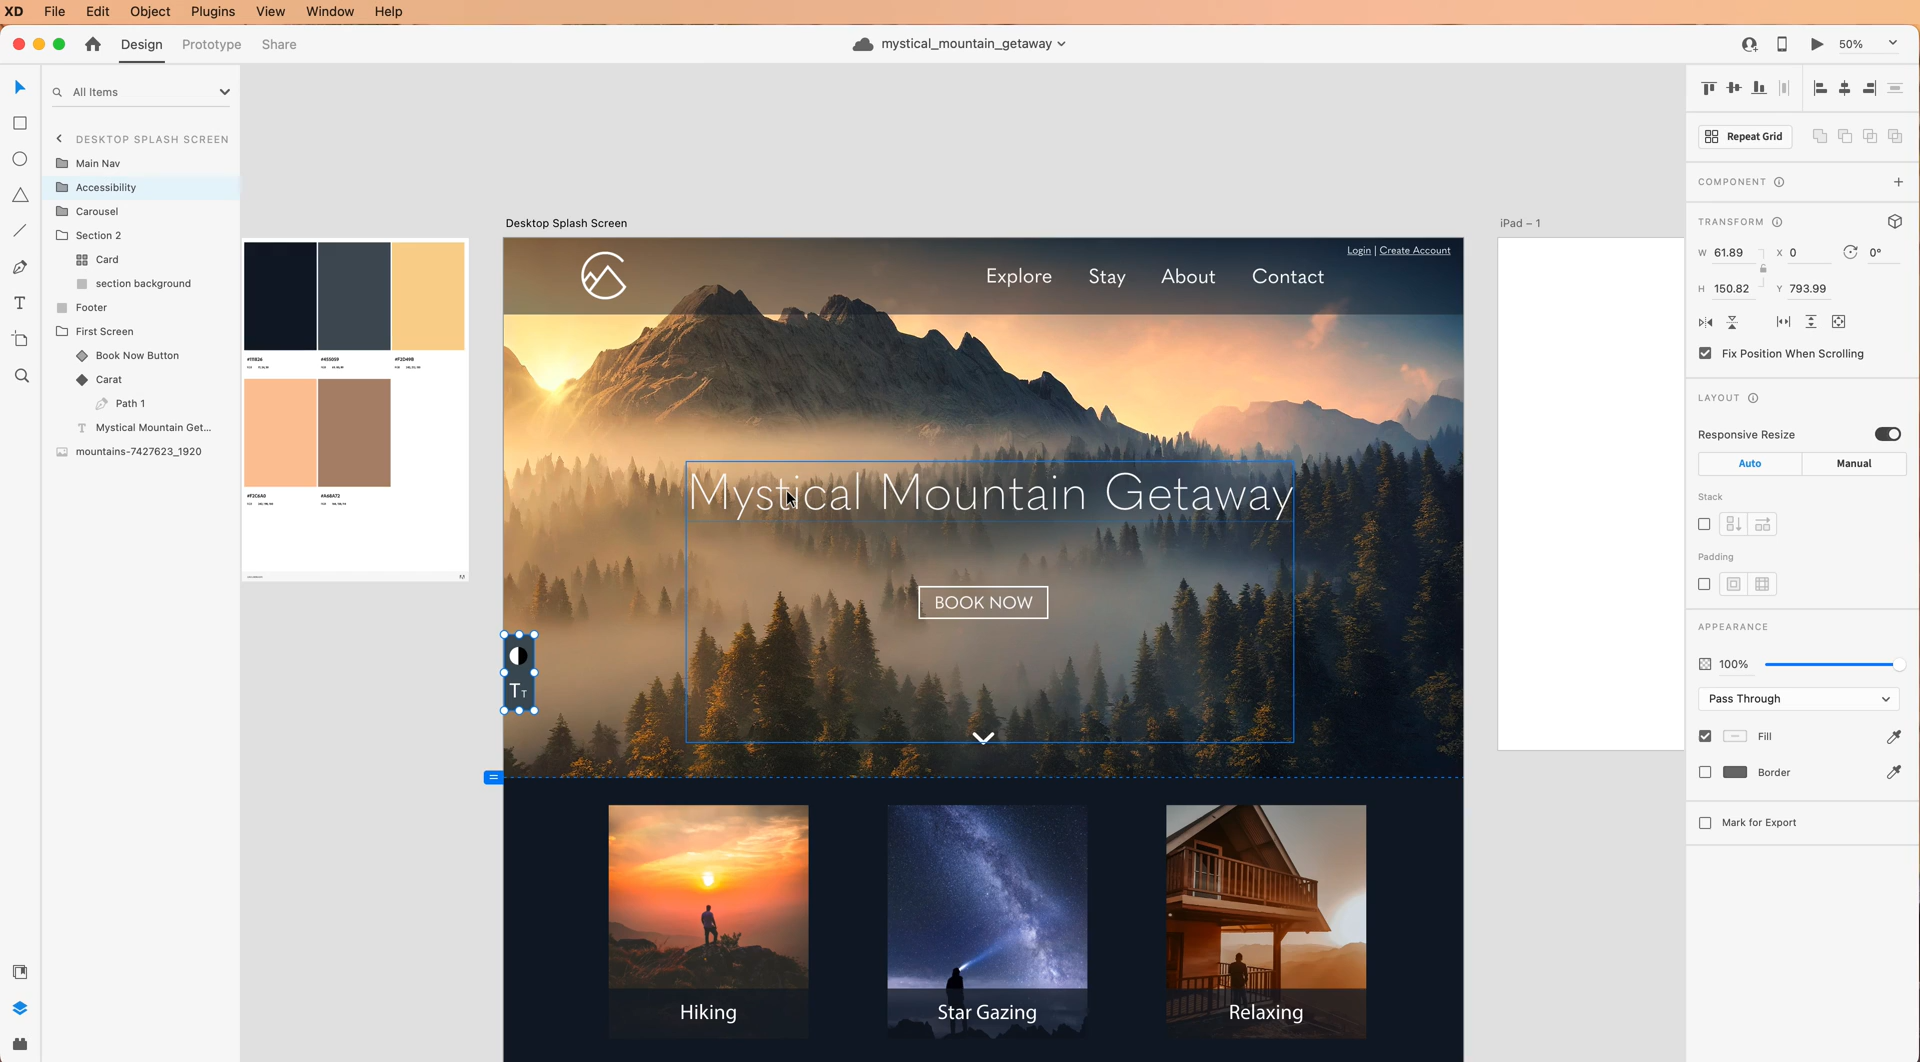 XD File Edit Object Plugins View Window Help
Design Prototype Share
mystical_mountain_getaway
50%
All Items
DESKTOP SPLASH SCREEN
Main Nav
Accessibility
Carousel
Section 2
Card
section background
Footer
First Screen
Book Now Button
Carat
Path 1
Mystical Mountain Get...
mountains-7427623_1920
#455059
#F2C6A0
#A68A72
Desktop Splash Screen
Login | Create Account
Explore Stay About Contact
Mystical Mountain Getaway
BOOK NOW
TT
Hiking
Star Gazing
Relaxing
iPad – 1
Repeat Grid
COMPONENT
TRANSFORM
W 61.89 X 0 0°
H 150.82 Y 793.99
Fix Position When Scrolling
LAYOUT
Responsive Resize
Auto Manual
Stack
Padding
APPEARANCE
100%
Pass Through
Fill
Border
Mark for Export